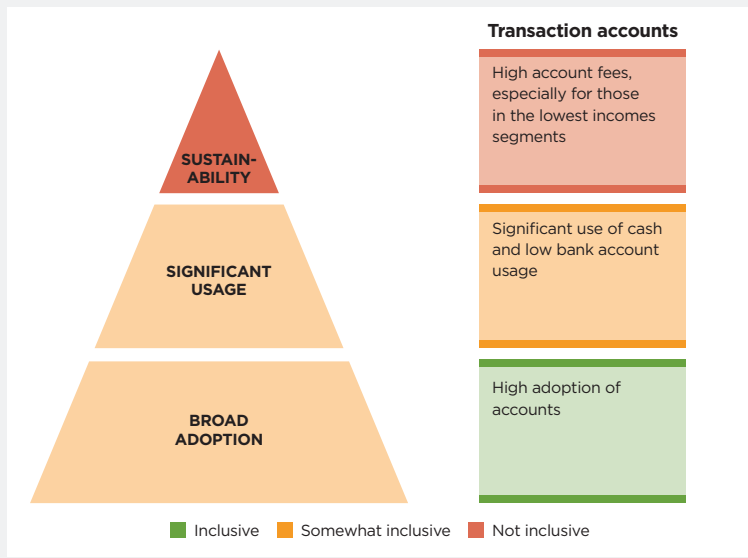 Transaction accounts
SUSTAIN-
ABILITY
High account fees,
especially for those
in the lowest incomes
segments
SIGNIFICANT
USAGE
Significant use of cash
and low bank account
usage
BROAD
ADOPTION
High adoption of
accounts
Inclusive Somewhat inclusive Not inclusive